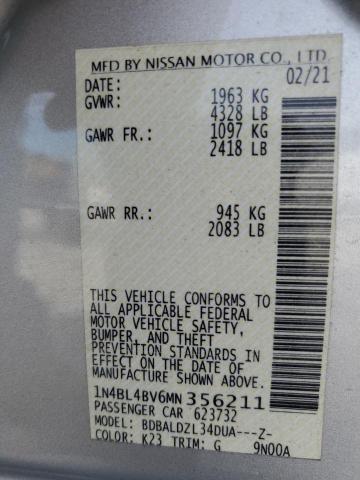 MFD BY NISSAN MOTOR CO., LTD.
DATE: 02/21
GVWR: 1963 KG
4328 LB
GAWR FR.: 1097 KG
2418 LB
GAWR RR.: 945 KG
2083 LB
THIS VEHICLE CONFORMS TO
ALL APPLICABLE FEDERAL
MOTOR VEHICLE SAFETY,
BUMPER, AND THEFT
PREVENTION STANDARDS IN
EFFECT ON THE DATE OF
MANUFACTURE SHOWN ABOVE.
1N4BL4BV6MN356211
PASSENGER CAR 623732
MODEL: BDBALDZL34DUA---Z-
COLOR: K23 TRIM: G 9N00A